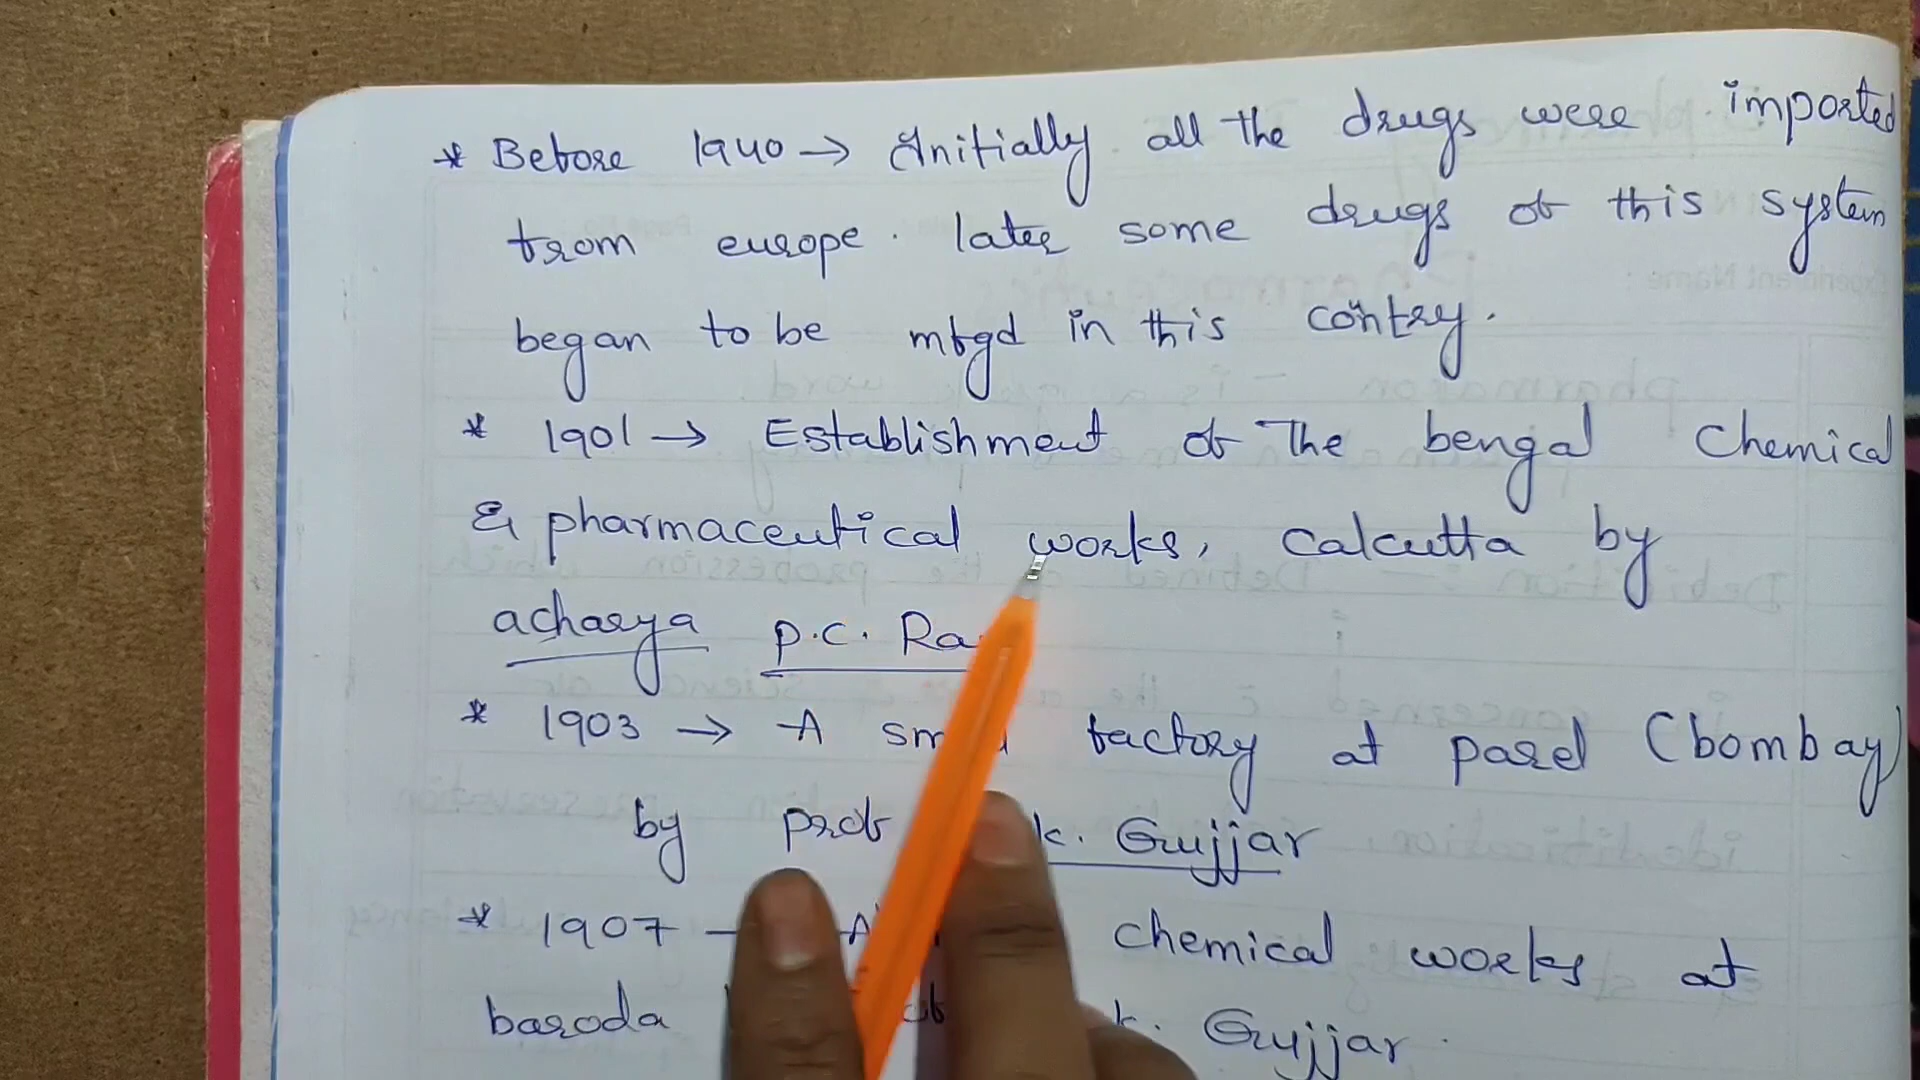 * Before 1940 → Initially all the drugs were imported
from europe. later some drugs of this system
began to be mfgd in this contry.
* 1901 → Establishment of The bengal chemical
& pharmaceutical works, calcutta by
acharya p.c. Ra
* 1903 → A factory at parel (bombay)
by prof k. Gujjar
* 1907 chemical works at
baroda k. Gujjar.